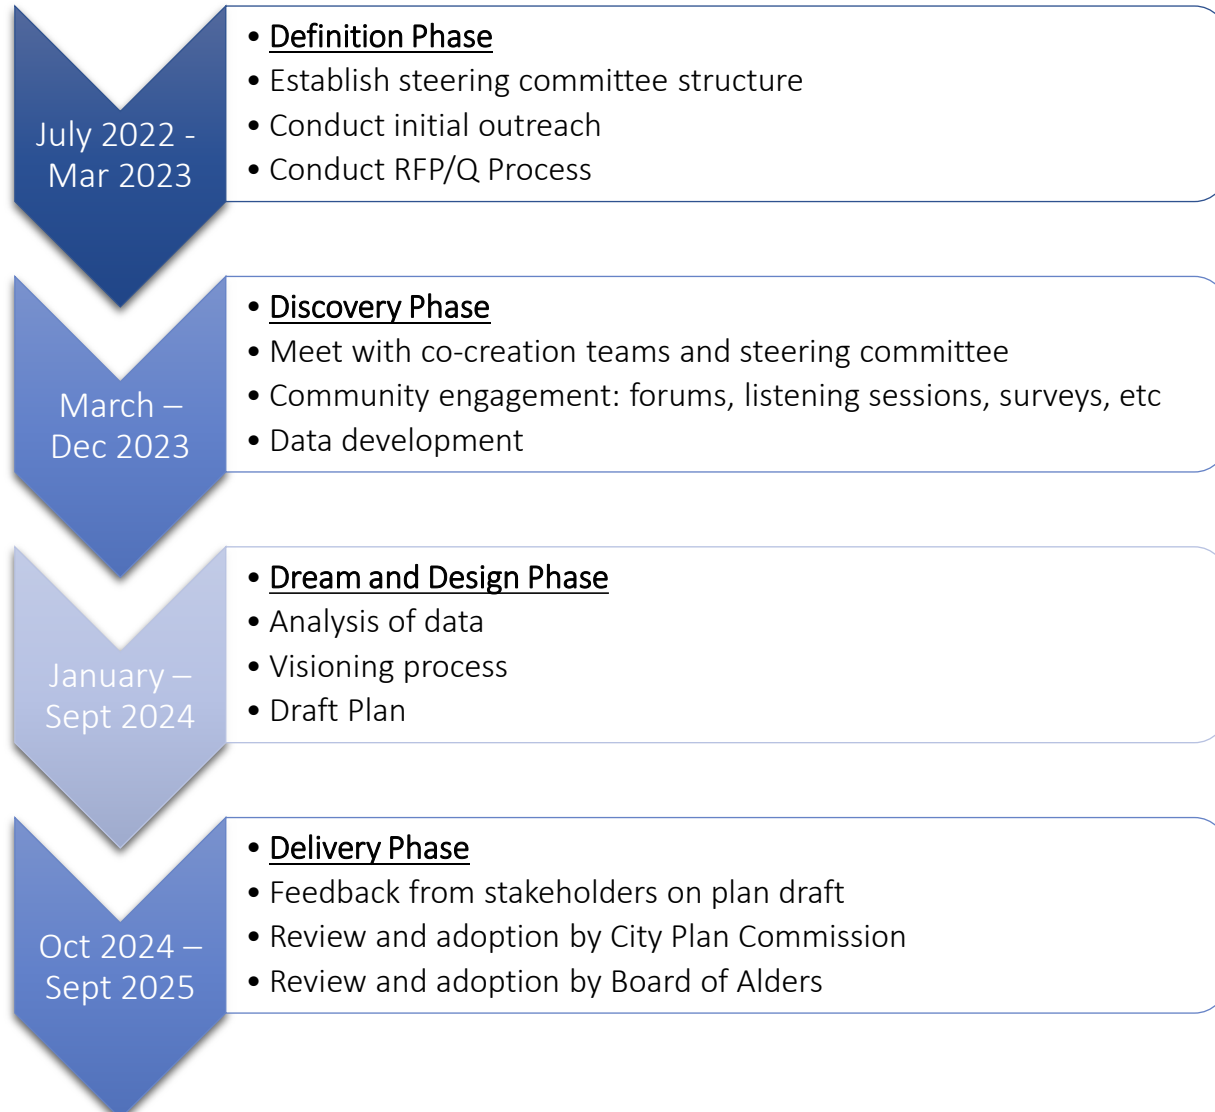 July 2022 -
Mar 2023
• Definition Phase
• Establish steering committee structure
• Conduct initial outreach
• Conduct RFP/Q Process
March –
Dec 2023
• Discovery Phase
• Meet with co-creation teams and steering committee
• Community engagement: forums, listening sessions, surveys, etc
• Data development
January –
Sept 2024
• Dream and Design Phase
• Analysis of data
• Visioning process
• Draft Plan
Oct 2024 –
Sept 2025
• Delivery Phase
• Feedback from stakeholders on plan draft
• Review and adoption by City Plan Commission
• Review and adoption by Board of Alders